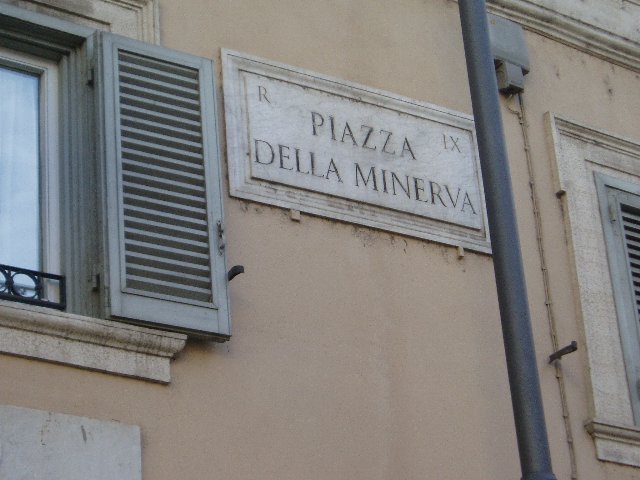 R PIAZZA IX
DELLA MINERVA